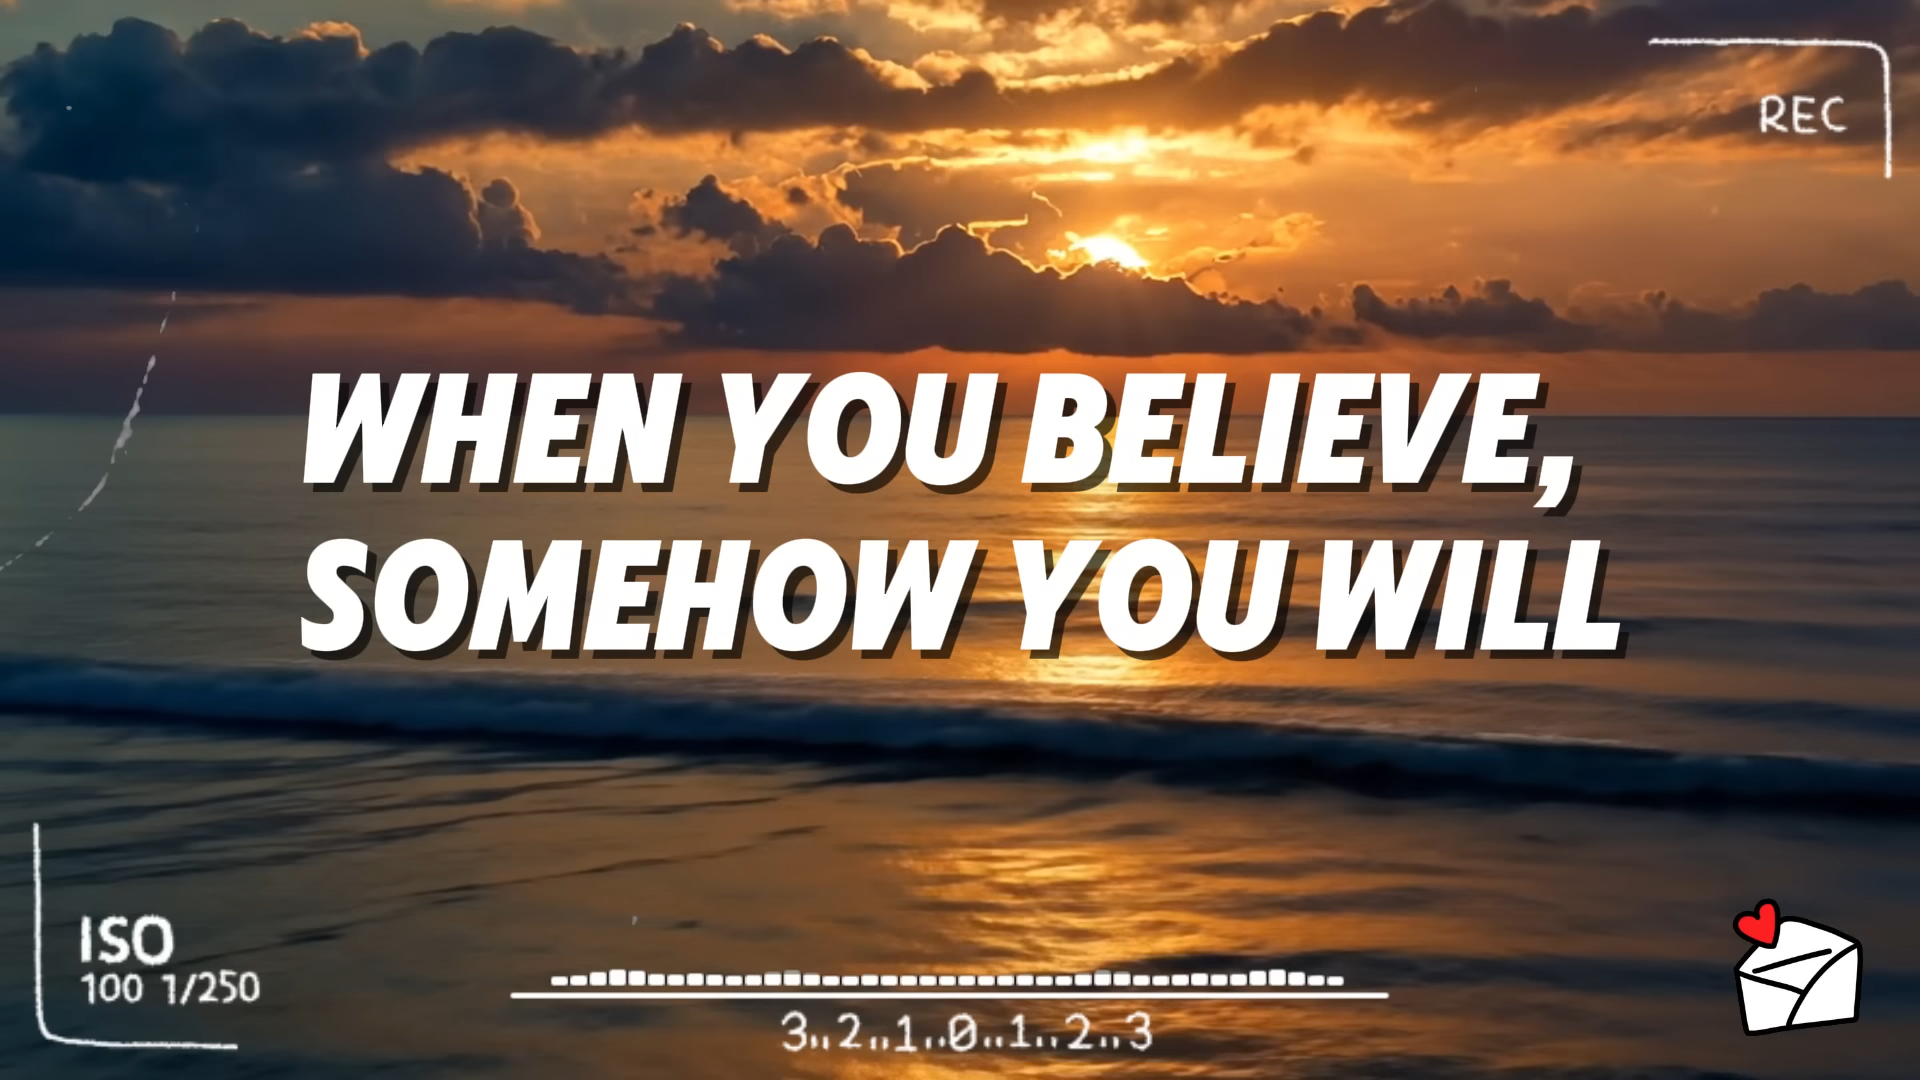 REC
WHEN YOU BELIEVE,
SOMEHOW YOU WILL
ISO
100 1/250
3..2..1..0..1..2..3